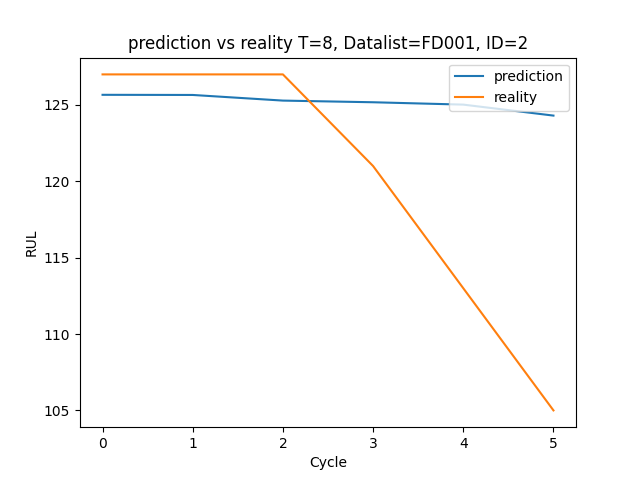 prediction vs reality T=8, Datalist=FD001, ID=2
prediction
reality
125
120
115
110
105
RUL
0 1 2 3 4 5
Cycle